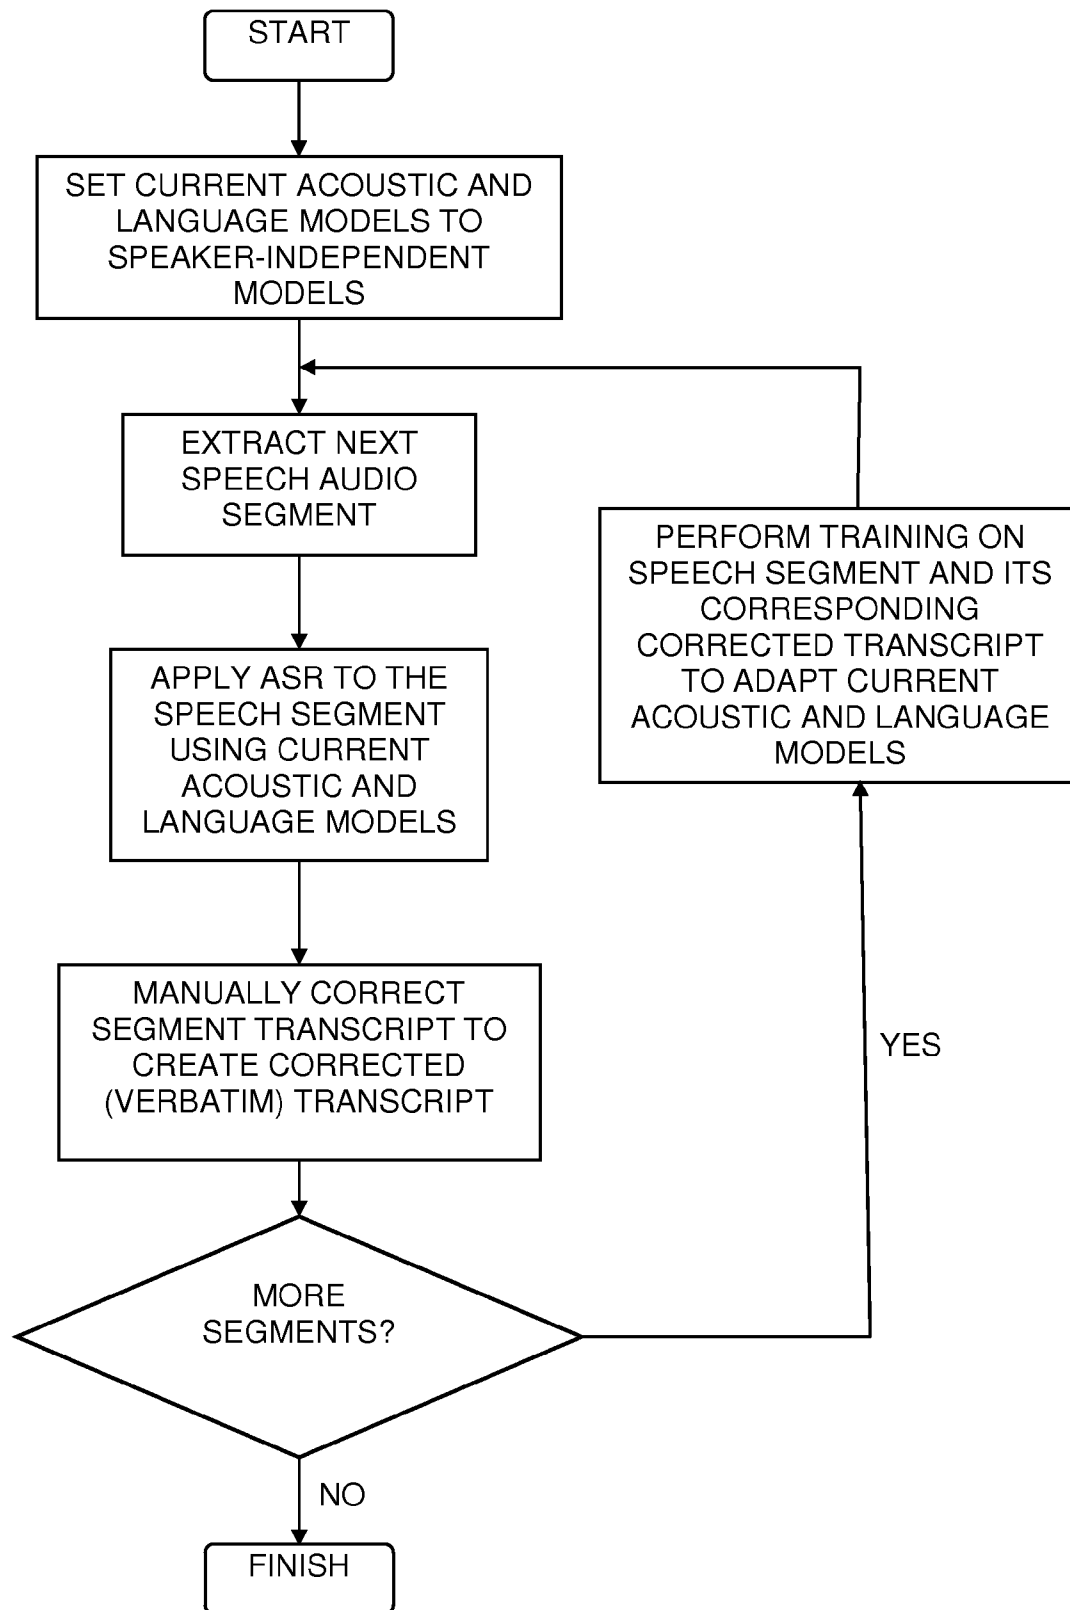 START
SET CURRENT ACOUSTIC AND
LANGUAGE MODELS TO
SPEAKER-INDEPENDENT
MODELS
EXTRACT NEXT
SPEECH AUDIO
SEGMENT
APPLY ASR TO THE
SPEECH SEGMENT
USING CURRENT
ACOUSTIC AND
LANGUAGE MODELS
MANUALLY CORRECT
SEGMENT TRANSCRIPT TO
CREATE CORRECTED
(VERBATIM) TRANSCRIPT
MORE
SEGMENTS?
YES
PERFORM TRAINING ON
SPEECH SEGMENT AND ITS
CORRESPONDING
CORRECTED TRANSCRIPT
TO ADAPT CURRENT
ACOUSTIC AND LANGUAGE
MODELS
NO
FINISH